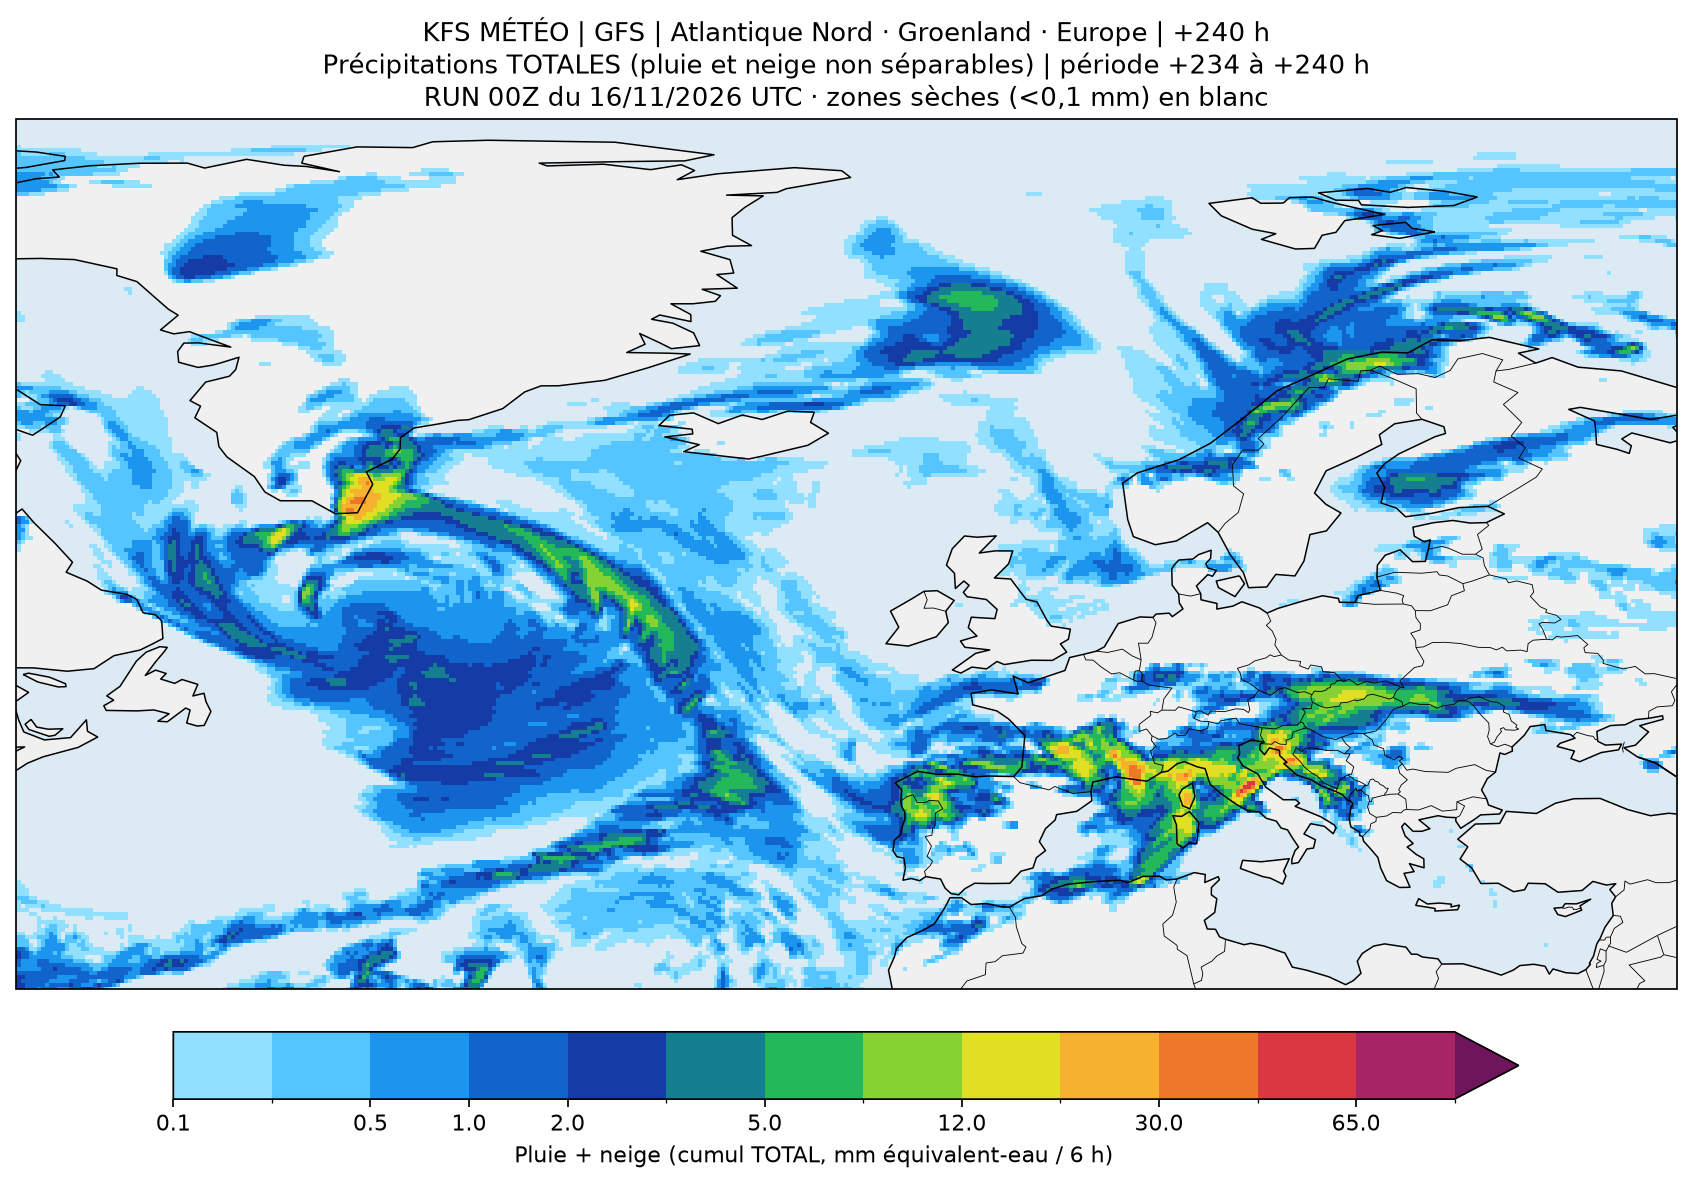 KFS MÉTÉO | GFS | Atlantique Nord · Groenland · Europe | +240 h
Précipitations TOTALES (pluie et neige non séparables) | période +234 à +240 h
RUN 00Z du 16/11/2026 UTC · zones sèches (<0,1 mm) en blanc
0.1 0.5 1.0 2.0 5.0 12.0 30.0 65.0
Pluie + neige (cumul TOTAL, mm équivalent-eau / 6 h)